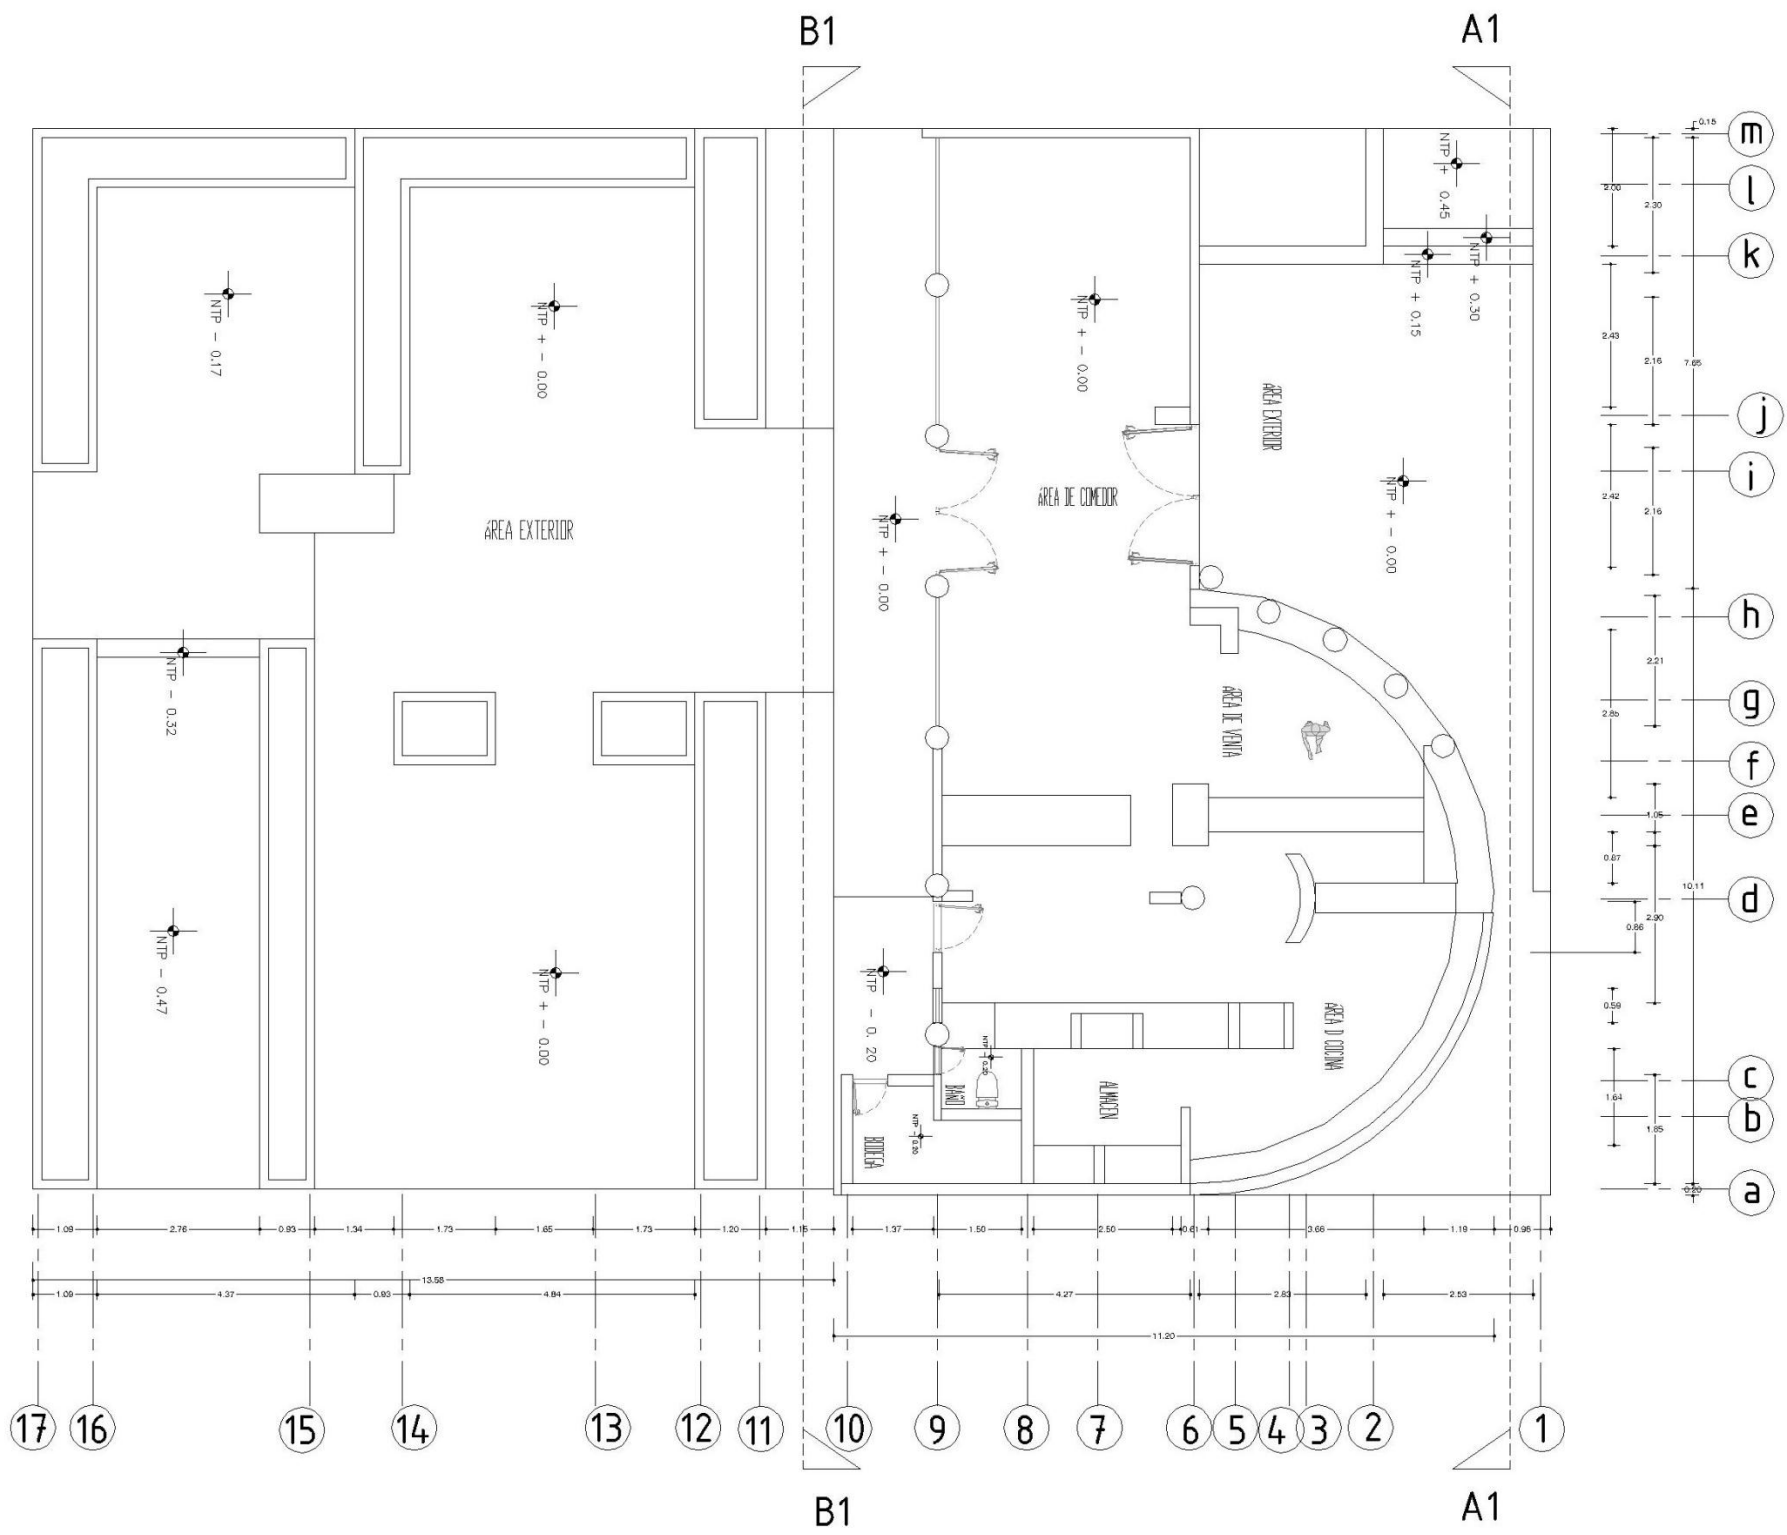 B1
A1
0.15
m
l
k
j
i
h
g
f
e
d
c
b
a
NTP + 0.45
NTP + 0.30
NTP + 0.15
NTP - 0.17
NTP + - 0.00
NTP + - 0.00
ÁREA EXTERIOR
ÁREA DE COMEDOR
ÁREA EXTERIOR
NTP + - 0.00
NTP + - 0.00
NTP - 0.32
ÁREA DE VENTA
NTP - 0.47
NTP + - 0.00
NTP - 0. 20
NTP - 0.20
BAÑO
ÁREA D COCINA
ALMACEN
BODEGA
NTP - 0.20
2.00
2.30
2.43
2.16
7.65
2.42
2.16
2.21
2.85
1.05
0.87
10.11
2.90
0.86
0.59
1.64
1.85
0.20
1.09
2.76
0.93
1.34
1.73
1.65
1.73
1.20
1.15
1.37
1.50
2.50
0.61
3.66
1.19
0.96
13.58
1.09
4.37
0.93
4.84
4.27
2.83
2.53
11.20
17
16
15
14
13
12
11
10
9
8
7
6
5
4
3
2
1
B1
A1